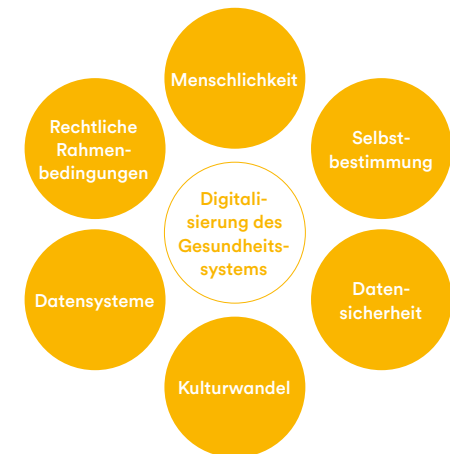 Menschlichkeit
Rechtliche
Rahmen-
bedingungen
Selbst-
bestimmung
Digitali-
sierung des
Gesundheits-
systems
Datensysteme
Daten-
sicherheit
Kulturwandel